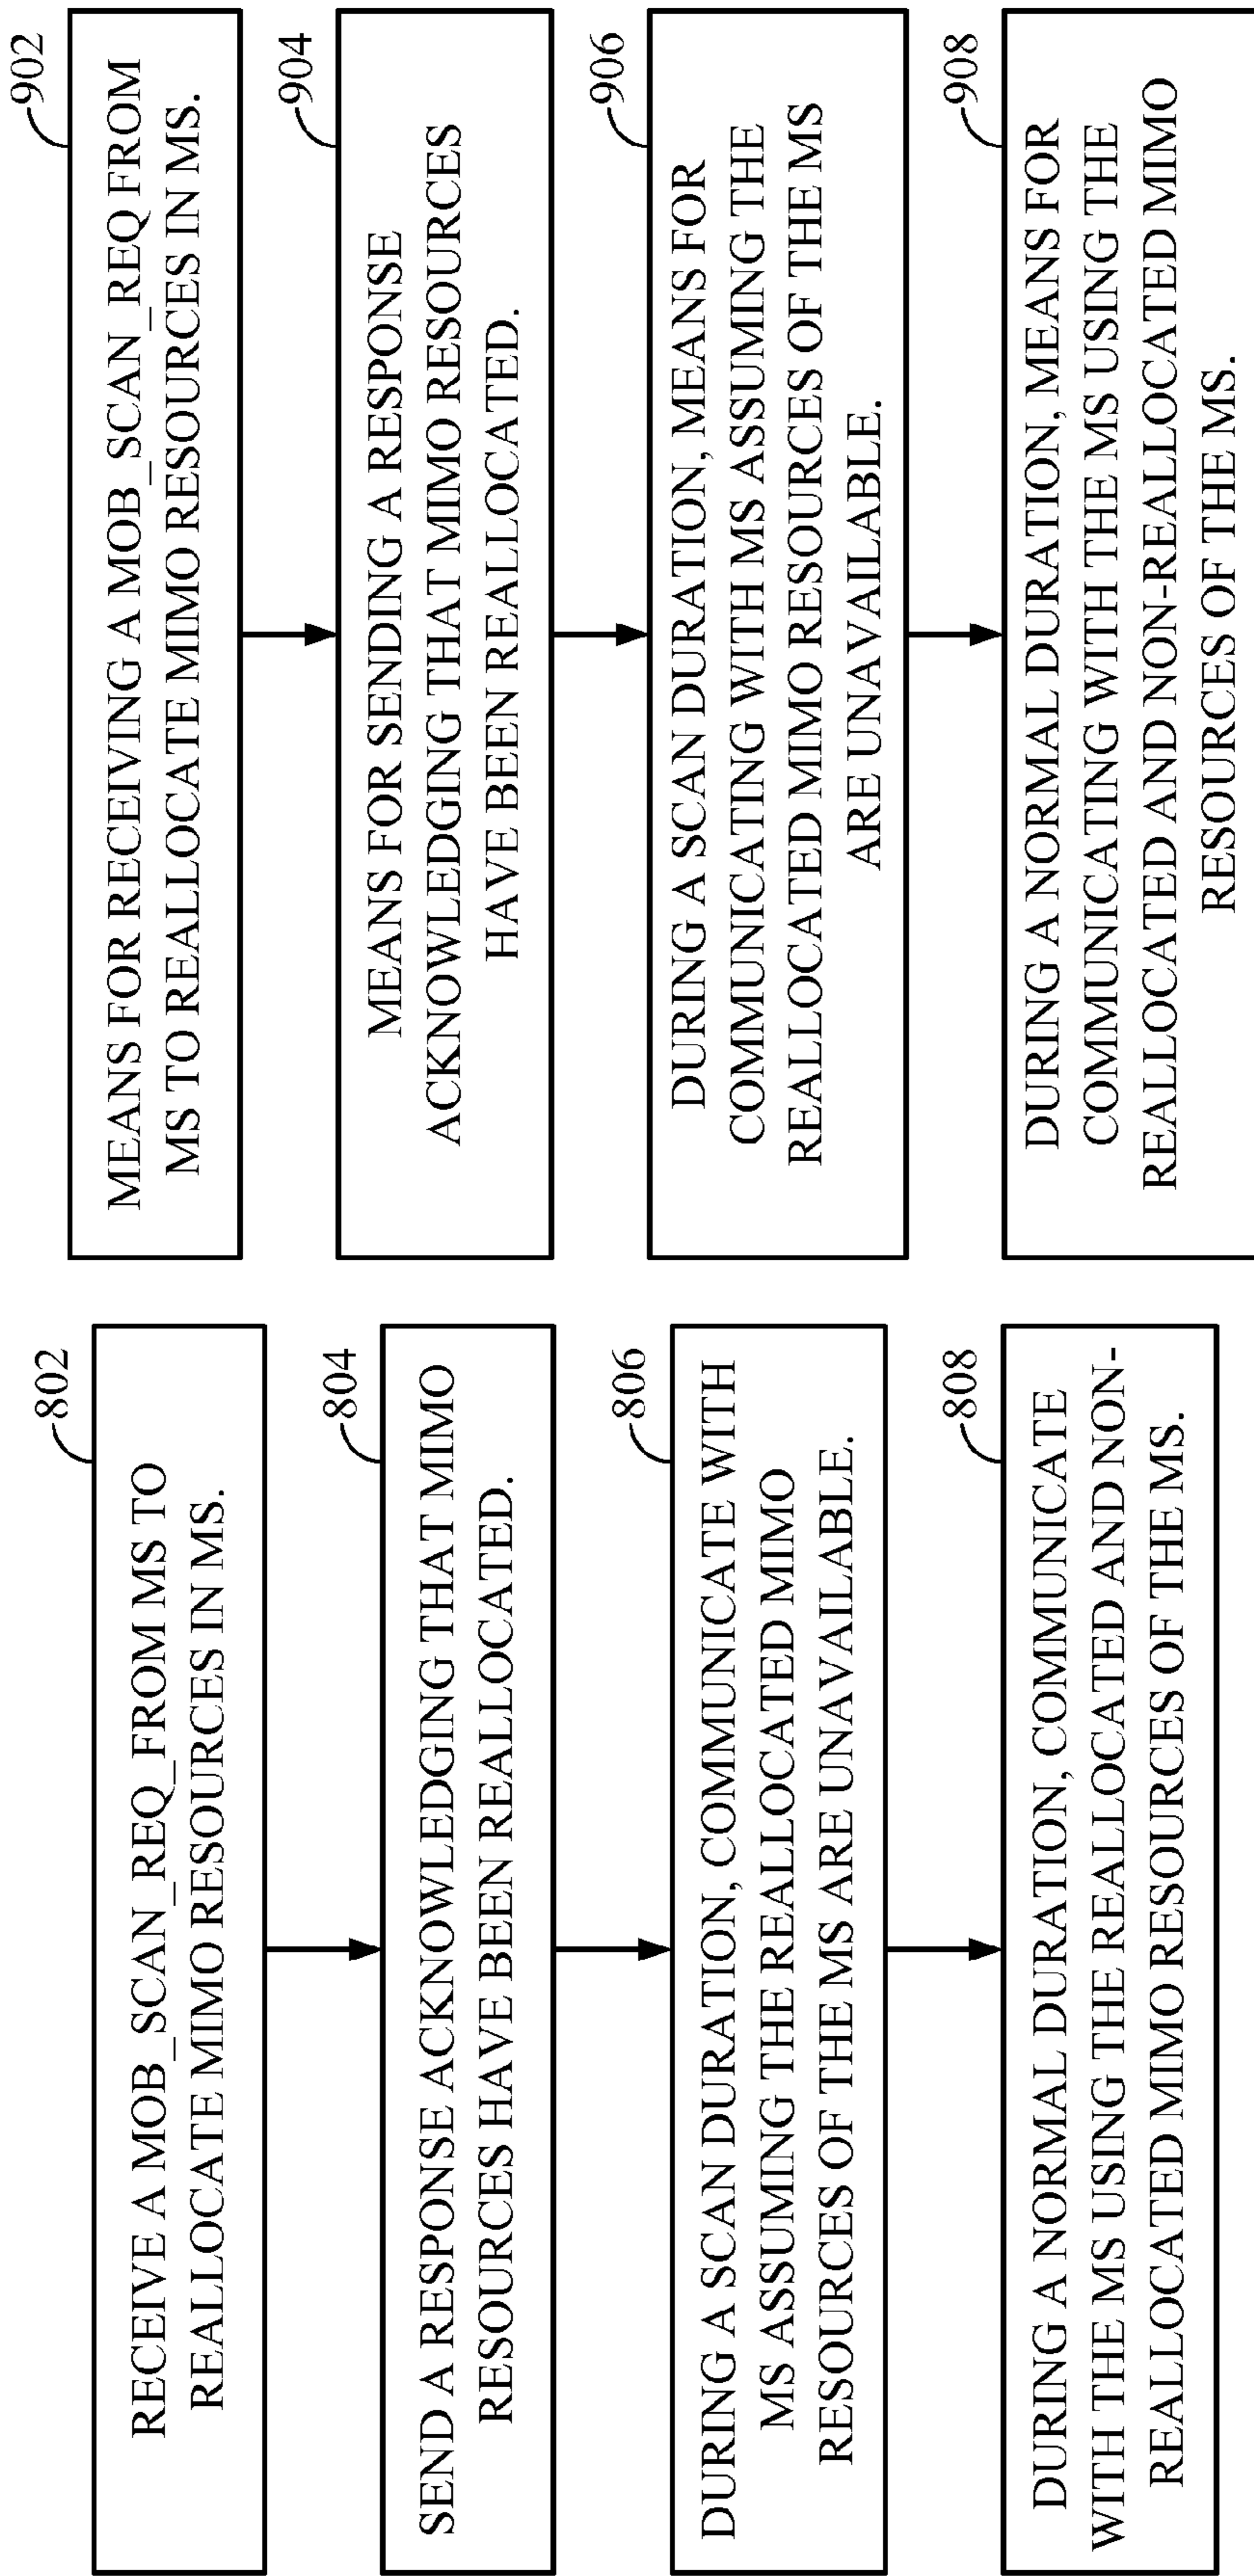 802
RECEIVE A MOB_SCAN_REQ_FROM MS TO
REALLOCATE MIMO RESOURCES IN MS.
804
SEND A RESPONSE ACKNOWLEDGING THAT MIMO
RESOURCES HAVE BEEN REALLOCATED.
806
DURING A SCAN DURATION, COMMUNICATE WITH
MS ASSUMING THE REALLOCATED MIMO
RESOURCES OF THE MS ARE UNAVAILABLE.
808
DURING A NORMAL DURATION, COMMUNICATE
WITH THE MS USING THE REALLOCATED AND NON-
REALLOCATED MIMO RESOURCES OF THE MS.
902
MEANS FOR RECEIVING A MOB_SCAN_REQ FROM
MS TO REALLOCATE MIMO RESOURCES IN MS.
904
MEANS FOR SENDING A RESPONSE
ACKNOWLEDGING THAT MIMO RESOURCES
HAVE BEEN REALLOCATED.
906
DURING A SCAN DURATION, MEANS FOR
COMMUNICATING WITH MS ASSUMING THE
REALLOCATED MIMO RESOURCES OF THE MS
ARE UNAVAILABLE.
908
DURING A NORMAL DURATION, MEANS FOR
COMMUNICATING WITH THE MS USING THE
REALLOCATED AND NON-REALLOCATED MIMO
RESOURCES OF THE MS.